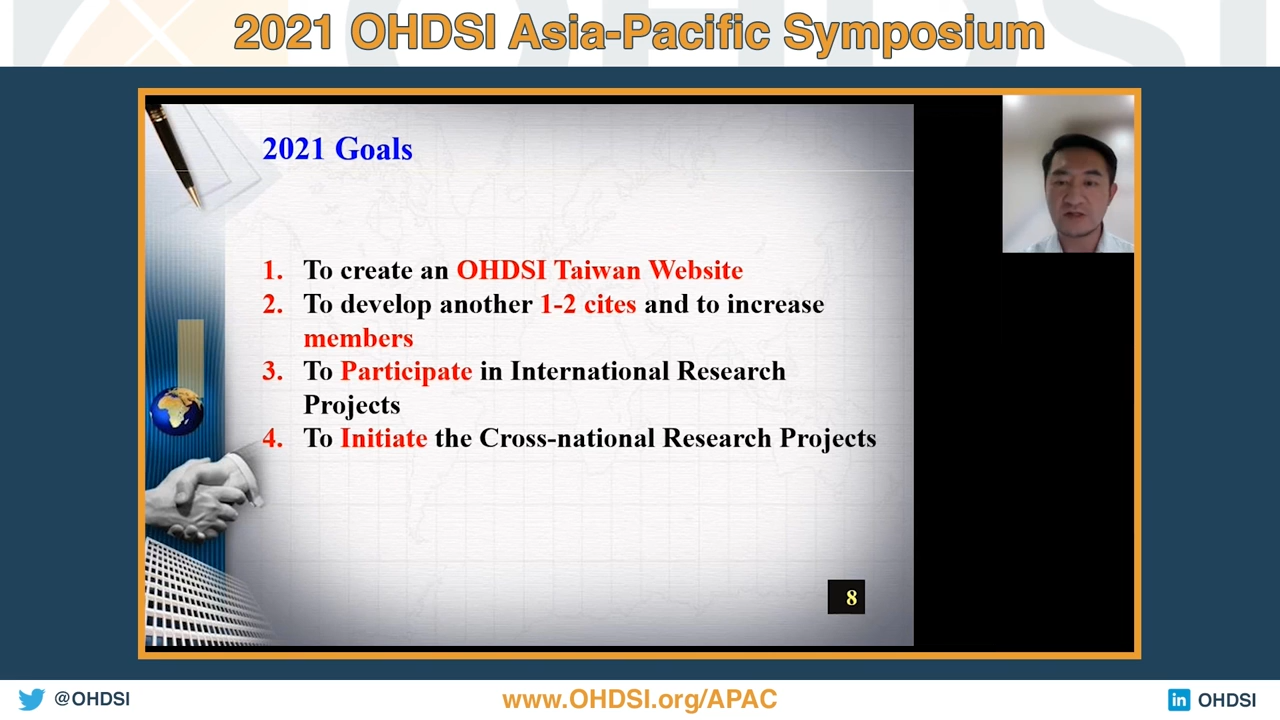 2021 OHDSI Asia-Pacific Symposium
2021 Goals
1. To create an OHDSI Taiwan Website
2. To develop another 1-2 cites and to increase
members
3. To Participate in International Research
Projects
4. To Initiate the Cross-national Research Projects
8
@OHDSI
www.OHDSI.org/APAC
in OHDSI